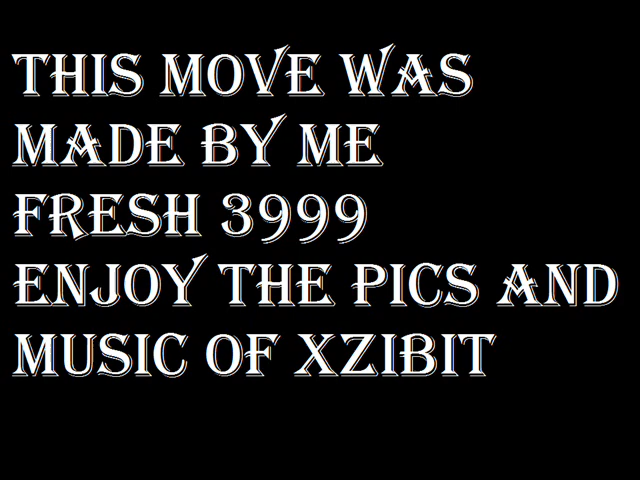 THIS MOVE WAS
MADE BY ME
FRESH 3999
ENJOY THE PICS AND
MUSIC OF XZIBIT